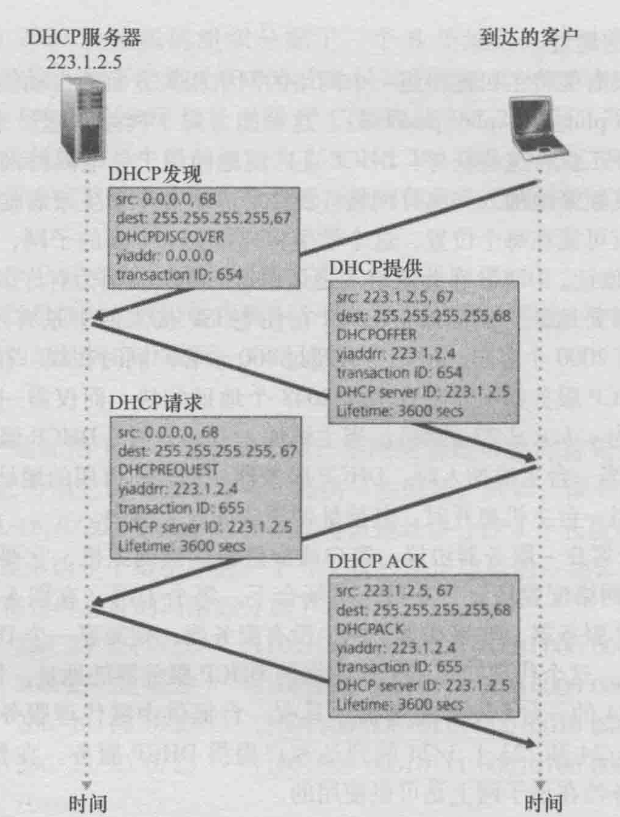 DHCP服务器
223.1.2.5
到达的客户
DHCP发现
src: 0.0.0.0, 68
dest: 255.255.255.255,67
DHCPDISCOVER
yiaddr: 0.0.0.0
transaction ID: 654
DHCP提供
src: 223.1.2.5, 67
dest: 255.255.255.255,68
DHCPOFFER
yiaddrr: 223.1.2.4
transaction ID: 654
DHCP server ID: 223.1.2.5
Lifetime: 3600 secs
DHCP请求
src: 0.0.0.0, 68
dest: 255.255.255.255, 67
DHCPREQUEST
yiaddrr: 223.1.2.4
transaction ID: 655
DHCP server ID: 223.1.2.5
Lifetime: 3600 secs
DHCP ACK
src: 223.1.2.5, 67
dest: 255.255.255.255,68
DHCPACK
yiaddrr: 223.1.2.4
transaction ID: 655
DHCP server ID: 223.1.2.5
Lifetime: 3600 secs
时间
时间